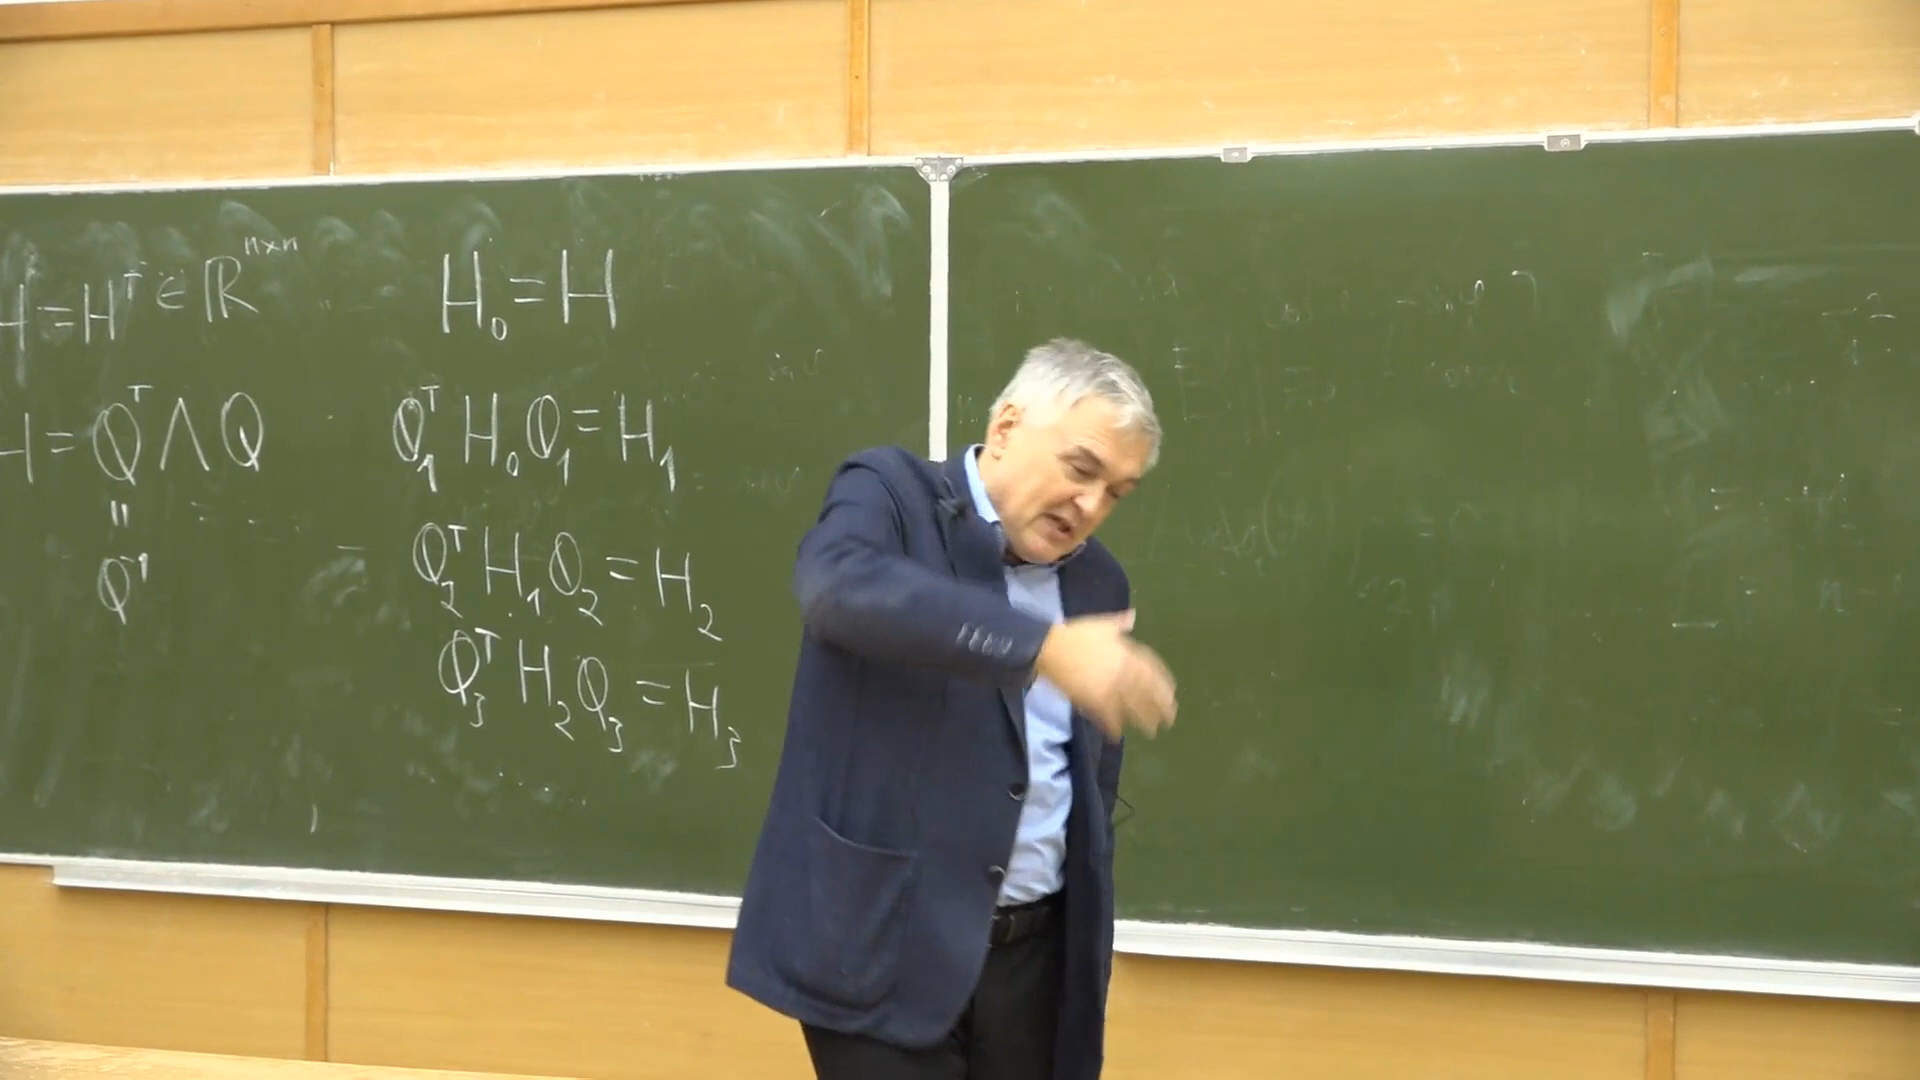 H = Hᵀ ∈ ℝⁿˣⁿ
H = Qᵀ Λ Q
"
Q⁻¹
H₀ = H
Q₁ᵀ H₀ Q₁ = H₁
Q₂ᵀ H₁ Q₂ = H₂
Q₃ᵀ H₂ Q₃ = H₃